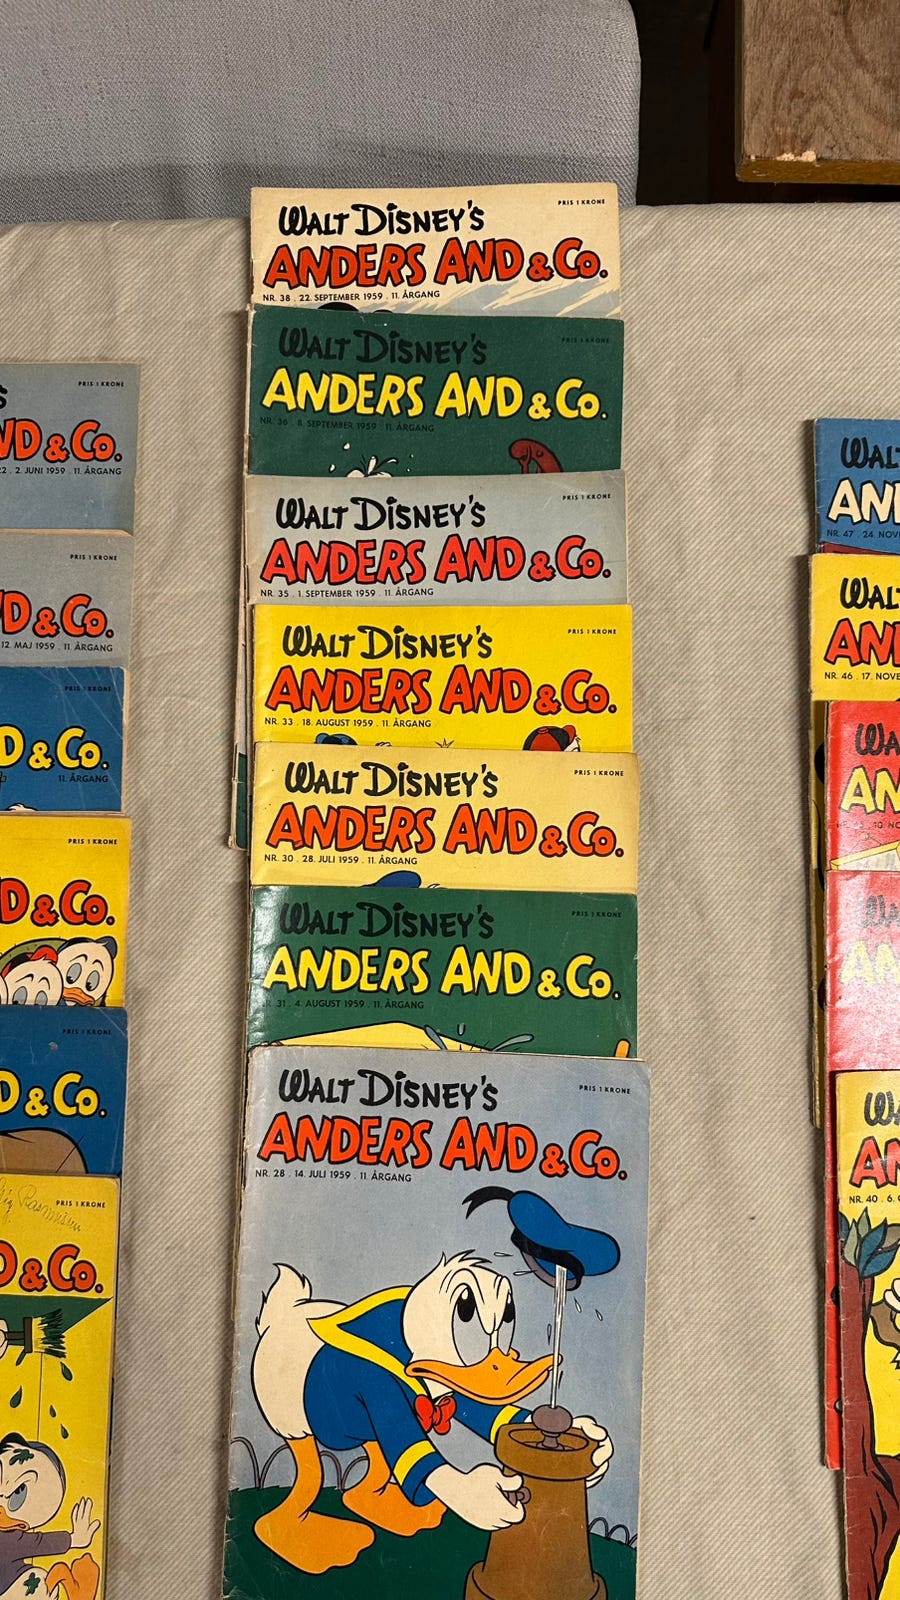 PRIS 1 KRONE
WALT DISNEY'S
ANDERS AND & Co.
NR. 38 . 22. SEPTEMBER 1959 . 11. ÅRGANG
PRIS 1 KRONE
WALT DISNEY'S
ANDERS AND & Co.
NR. 36 . 8. SEPTEMBER 1959 . 11. ÅRGANG
PRIS 1 KRONE
WALT DISNEY'S
ANDERS AND & Co.
NR. 35 . 1. SEPTEMBER 1959 . 11. ÅRGANG
PRIS 1 KRONE
WALT DISNEY'S
ANDERS AND & Co.
NR. 33 . 18. AUGUST 1959 . 11. ÅRGANG
PRIS 1 KRONE
WALT DISNEY'S
ANDERS AND & Co.
NR. 30 . 28. JULI 1959 . 11. ÅRGANG
PRIS 1 KRONE
WALT DISNEY'S
ANDERS AND & Co.
NR. 31 . 4. AUGUST 1959 . 11. ÅRGANG
PRIS 1 KRONE
WALT DISNEY'S
ANDERS AND & Co.
NR. 28 . 14. JULI 1959 . 11. ÅRGANG
PRIS 1 KRONE
& Co.
2. JUNI 1959 . 11. ÅRGANG
PRIS 1 KRONE
& Co.
12. MAJ 1959 . 11. ÅRGANG
PRIS 1 KRONE
& Co.
11. ÅRGANG
PRIS 1 KRONE
& Co.
PRIS 1 KRONE
& Co.
Rasmussen
PRIS 1 KRONE
& Co.
NR. 47 . 24.
NR. 46 . 17.
NR. 40 . 6.